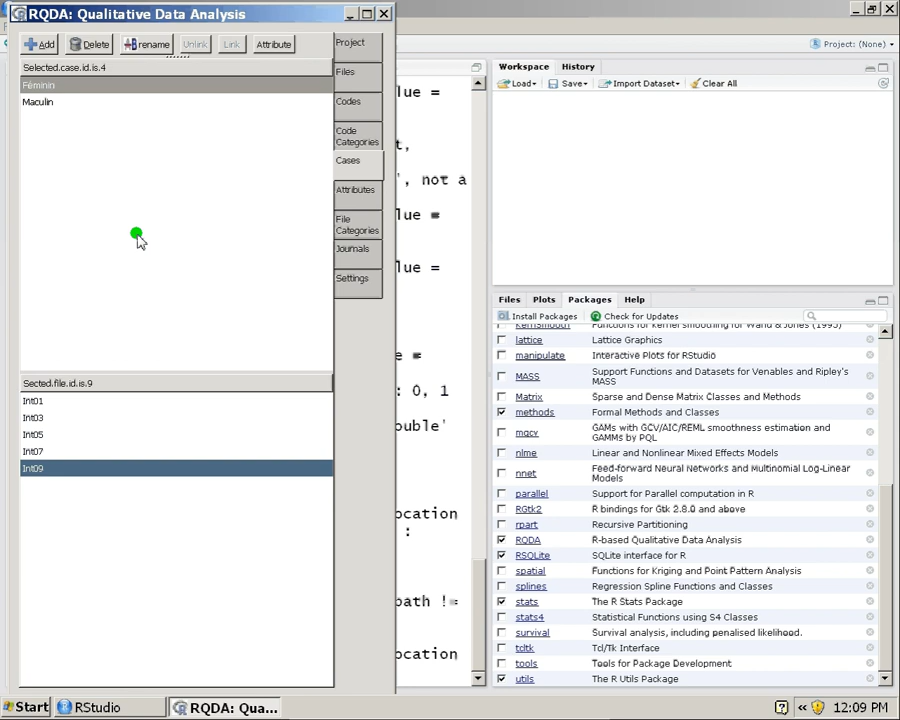 RQDA: Qualitative Data Analysis
Add Delete rename Unlink Link Attribute
Selected.case.id.is.4
Féminin
Maculin
Sected.file.id.is.9
Int01
Int03
Int05
Int07
Int09
Project
Files
Codes
Code
Categories
Cases
Attributes
File
Categories
Journals
Settings
lue =
t,
', not a
lue =
lue =
e =
: 0, 1
ouble'
ocation
:
path !=
ocation
Project: (None)
Workspace History
Load Save Import Dataset Clear All
Files Plots Packages Help
Install Packages Check for Updates
KernSmooth Functions for kernel smoothing for Wand & Jones (1995)
lattice Lattice Graphics
manipulate Interactive Plots for RStudio
MASS Support Functions and Datasets for Venables and Ripley's
MASS
Matrix Sparse and Dense Matrix Classes and Methods
methods Formal Methods and Classes
mgcv GAMs with GCV/AIC/REML smoothness estimation and
GAMMs by PQL
nlme Linear and Nonlinear Mixed Effects Models
nnet Feed-forward Neural Networks and Multinomial Log-Linear
Models
parallel Support for Parallel computation in R
RGtk2 R bindings for Gtk 2.8.0 and above
rpart Recursive Partitioning
RQDA R-based Qualitative Data Analysis
RSQLite SQLite interface for R
spatial Functions for Kriging and Point Pattern Analysis
splines Regression Spline Functions and Classes
stats The R Stats Package
stats4 Statistical Functions using S4 Classes
survival Survival analysis, including penalised likelihood.
tcltk Tcl/Tk Interface
tools Tools for Package Development
utils The R Utils Package
Start RStudio RQDA: Qua... « 12:09 PM